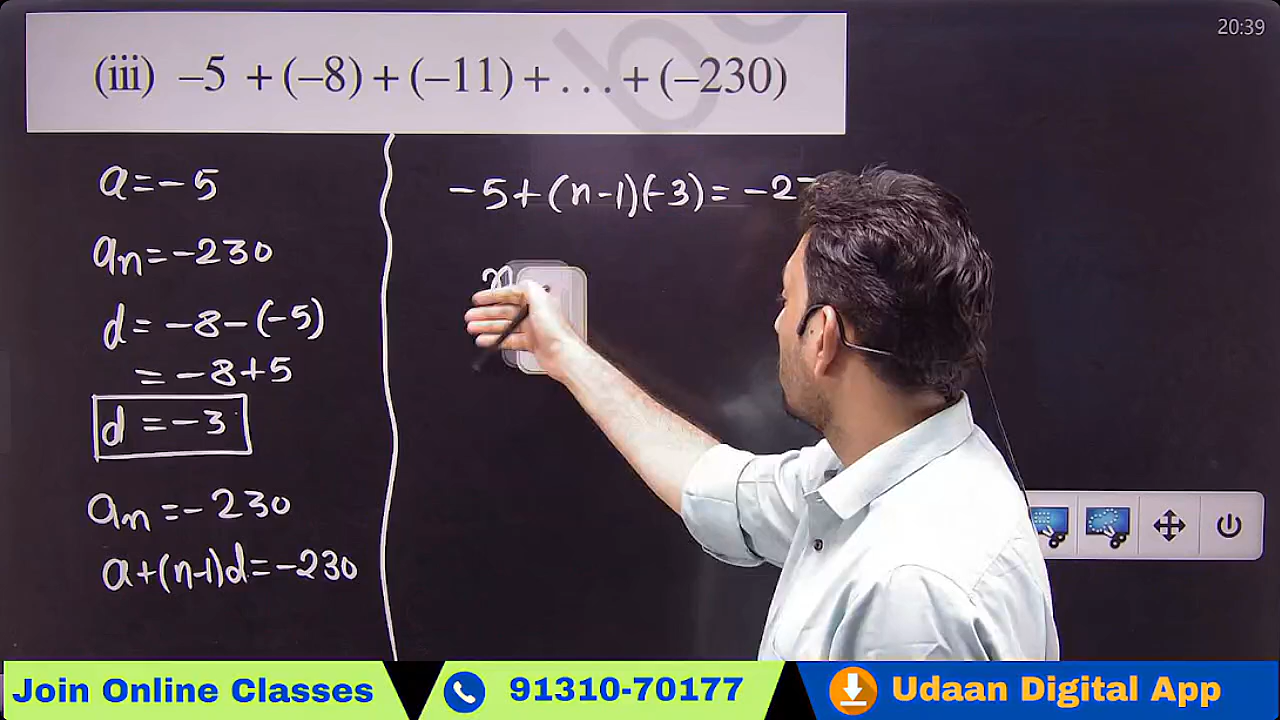 20:39
(iii) –5 + (–8) + (–11) + . . . + (–230)
a=-5
an=-230
d= -8-(-5)
= -8+5
d =-3
an =-230
a+(n-1)d=-230
-5+(n-1)(-3)= -2
n
Join Online Classes
91310-70177
Udaan Digital App